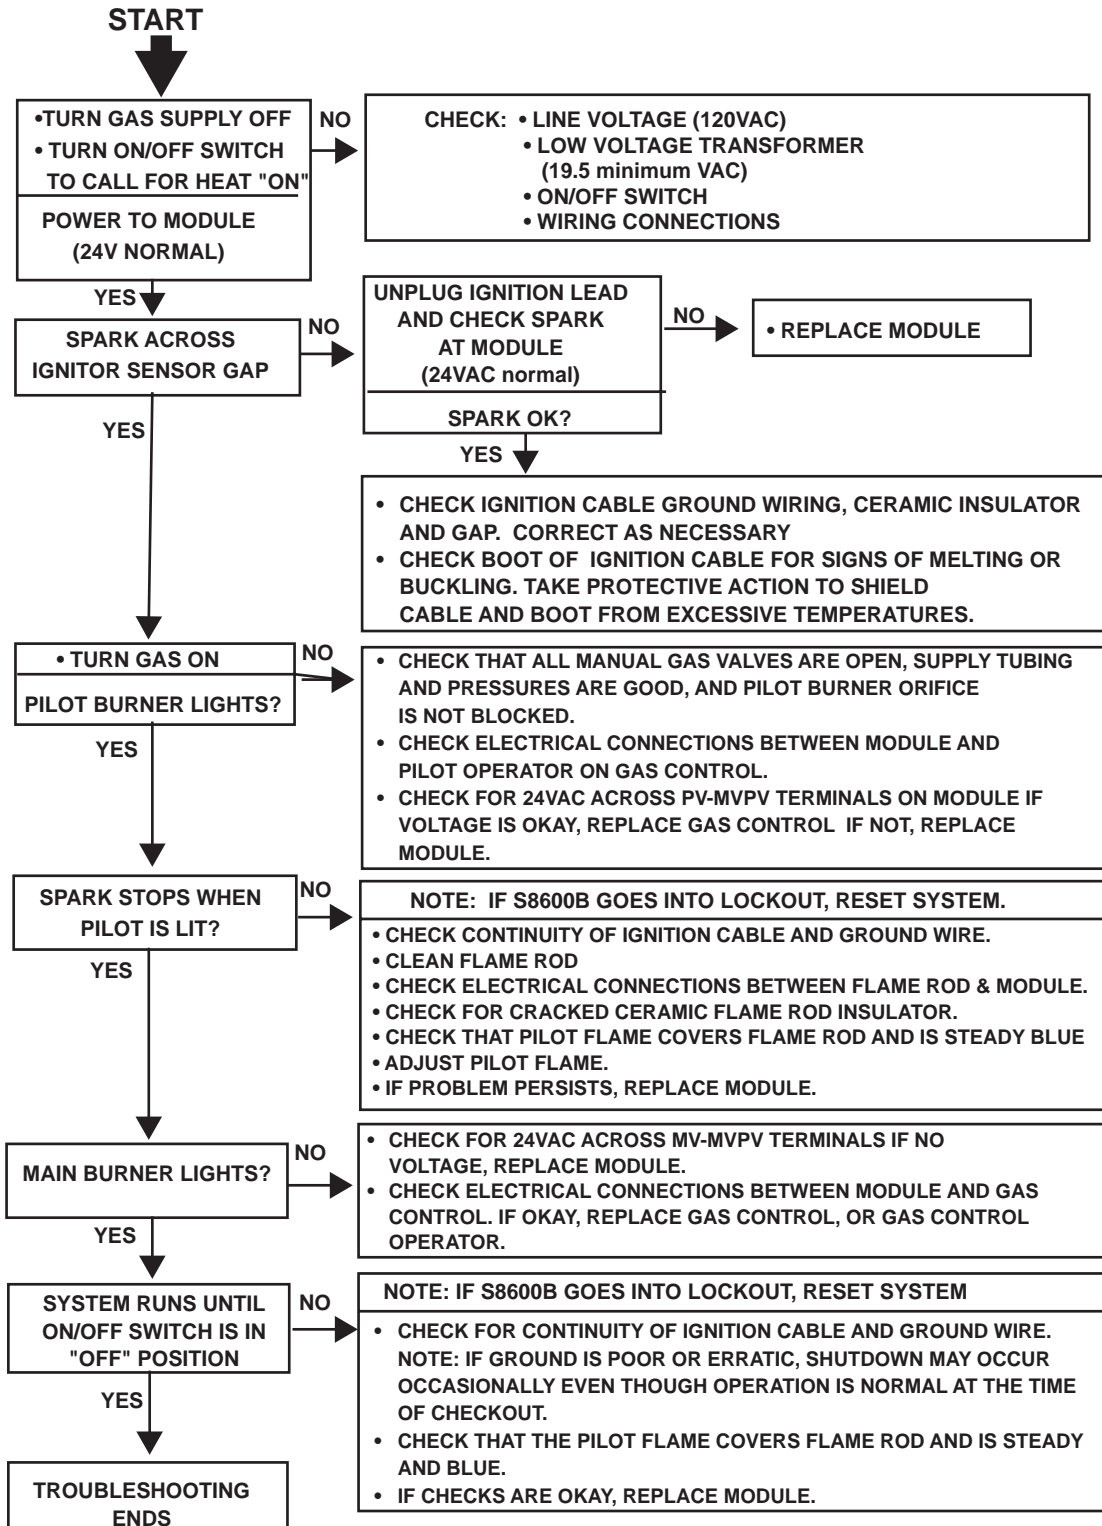 START
•TURN GAS SUPPLY OFF
• TURN ON/OFF SWITCH
TO CALL FOR HEAT "ON"
POWER TO MODULE
(24V NORMAL)
NO
CHECK: • LINE VOLTAGE (120VAC)
• LOW VOLTAGE TRANSFORMER
(19.5 minimum VAC)
• ON/OFF SWITCH
• WIRING CONNECTIONS
YES
SPARK ACROSS
IGNITOR SENSOR GAP
NO
UNPLUG IGNITION LEAD
AND CHECK SPARK
AT MODULE
(24VAC normal)
SPARK OK?
NO
• REPLACE MODULE
YES
YES
• CHECK IGNITION CABLE GROUND WIRING, CERAMIC INSULATOR
AND GAP. CORRECT AS NECESSARY
• CHECK BOOT OF IGNITION CABLE FOR SIGNS OF MELTING OR
BUCKLING. TAKE PROTECTIVE ACTION TO SHIELD
CABLE AND BOOT FROM EXCESSIVE TEMPERATURES.
• TURN GAS ON
PILOT BURNER LIGHTS?
NO
• CHECK THAT ALL MANUAL GAS VALVES ARE OPEN, SUPPLY TUBING
AND PRESSURES ARE GOOD, AND PILOT BURNER ORIFICE
IS NOT BLOCKED.
• CHECK ELECTRICAL CONNECTIONS BETWEEN MODULE AND
PILOT OPERATOR ON GAS CONTROL.
• CHECK FOR 24VAC ACROSS PV-MVPV TERMINALS ON MODULE IF
VOLTAGE IS OKAY, REPLACE GAS CONTROL IF NOT, REPLACE
MODULE.
YES
SPARK STOPS WHEN
PILOT IS LIT?
NO
NOTE: IF S8600B GOES INTO LOCKOUT, RESET SYSTEM.
• CHECK CONTINUITY OF IGNITION CABLE AND GROUND WIRE.
• CLEAN FLAME ROD
• CHECK ELECTRICAL CONNECTIONS BETWEEN FLAME ROD & MODULE.
• CHECK FOR CRACKED CERAMIC FLAME ROD INSULATOR.
• CHECK THAT PILOT FLAME COVERS FLAME ROD AND IS STEADY BLUE
• ADJUST PILOT FLAME.
• IF PROBLEM PERSISTS, REPLACE MODULE.
YES
MAIN BURNER LIGHTS?
NO
• CHECK FOR 24VAC ACROSS MV-MVPV TERMINALS IF NO
VOLTAGE, REPLACE MODULE.
• CHECK ELECTRICAL CONNECTIONS BETWEEN MODULE AND GAS
CONTROL. IF OKAY, REPLACE GAS CONTROL, OR GAS CONTROL
OPERATOR.
YES
SYSTEM RUNS UNTIL
ON/OFF SWITCH IS IN
"OFF" POSITION
NO
NOTE: IF S8600B GOES INTO LOCKOUT, RESET SYSTEM
• CHECK FOR CONTINUITY OF IGNITION CABLE AND GROUND WIRE.
NOTE: IF GROUND IS POOR OR ERRATIC, SHUTDOWN MAY OCCUR
OCCASIONALLY EVEN THOUGH OPERATION IS NORMAL AT THE TIME
OF CHECKOUT.
• CHECK THAT THE PILOT FLAME COVERS FLAME ROD AND IS STEADY
AND BLUE.
• IF CHECKS ARE OKAY, REPLACE MODULE.
YES
TROUBLESHOOTING
ENDS